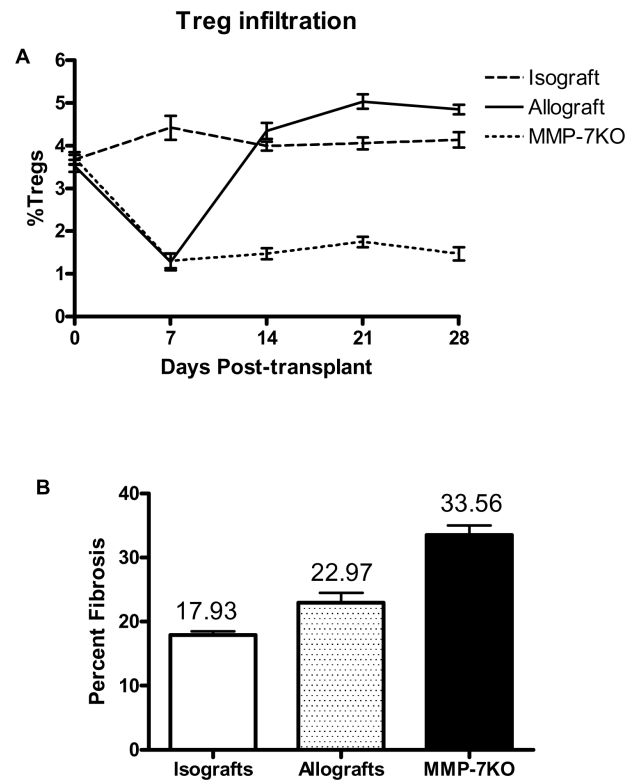 Treg infiltration
A
6
5
4
3
2
1
0
%Tregs
0 7 14 21 28
Days Post-transplant
Isograft
Allograft
MMP-7KO
B
40
30
20
10
0
Percent Fibrosis
17.93
22.97
33.56
Isografts Allografts MMP-7KO